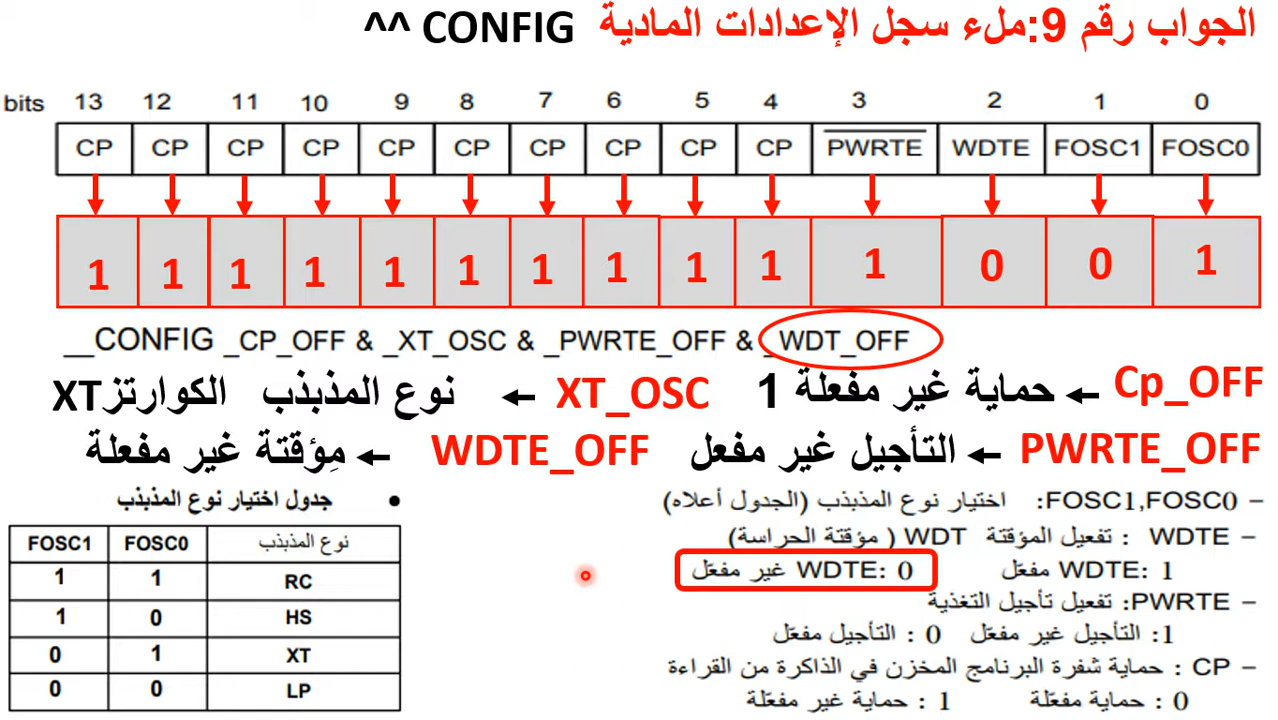 الجواب رقم 9:ملء سجل الإعدادات المادية CONFIG ^^
bits 13 12 11 10 9 8 7 6 5 4 3 2 1 0
CP CP CP CP CP CP CP CP CP CP PWRTE WDTE FOSC1 FOSC0
1 1 1 1 1 1 1 1 1 1 1 0 0 1
__CONFIG _CP_OFF & _XT_OSC & _PWRTE_OFF & _WDT_OFF
Cp_OFF ← حماية غير مفعلة 1 XT_OSC ← نوع المذبذب الكوارتزXT
PWRTE_OFF ← التأجيل غير مفعل WDTE_OFF ← مِؤقتة غير مفعلة
• جدول اختيار نوع المذبذب
FOSC1 FOSC0 نوع المذبذب
1 1 RC
1 0 HS
0 1 XT
0 0 LP
– FOSC1,FOSC0: اختيار نوع المذبذب (الجدول أعلاه)
– WDTE : تفعيل المؤقتة WDT ( مؤقتة الحراسة)
WDTE: 1 مفعّل WDTE: 0 غير مفعّل
– PWRTE: تفعيل تأجيل التغذية
1: التأجيل غير مفعّل 0 : التأجيل مفعّل
– CP : حماية شفرة البرنامج المخزن في الذاكرة من القراءة
0 : حماية مفعّلة 1 : حماية غير مفعّلة